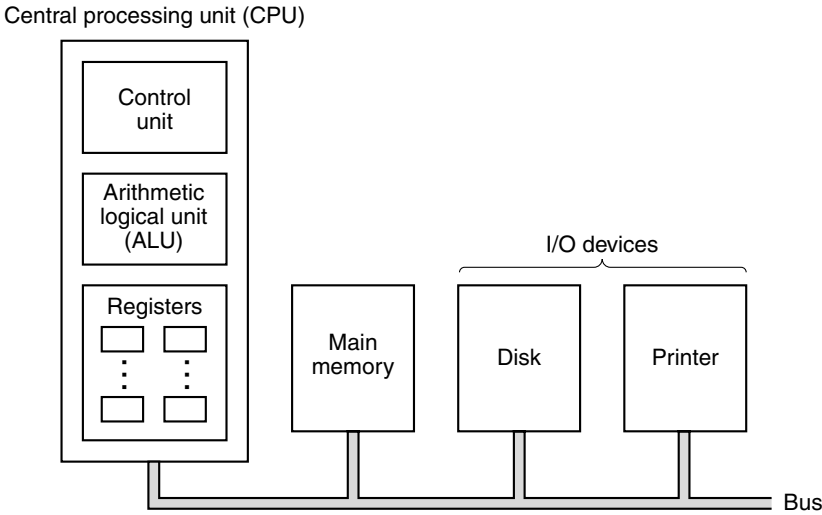 Central processing unit (CPU)
Control
unit
Arithmetic
logical unit
(ALU)
Registers
I/O devices
Main
memory
Disk
Printer
Bus